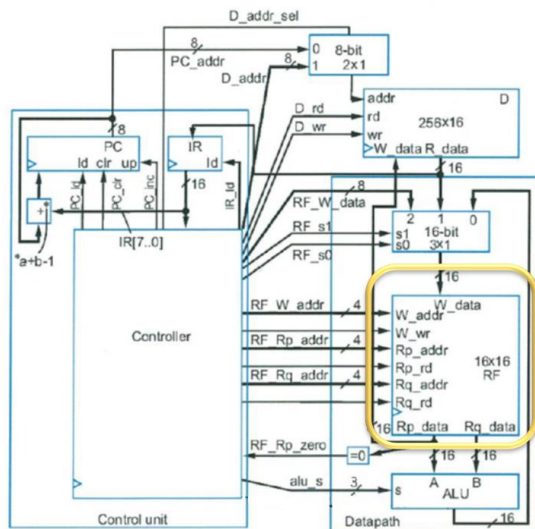 D_addr_sel
8
PC_addr
D_addr
8
0
1
8-bit
2x1
D_rd
D_wr
addr
rd
wr
W_data
R_data
D
256x16
16
8
PC
ld
clr
up
IR
ld
16
PC_ld
PC_clr
PC_inc
IR_ld
+
*
*a+b-1
IR[7..0]
8
RF_W_data
RF_s1
RF_s0
2
1
0
s1
s0
16-bit
3x1
16
Controller
RF_W_addr
4
RF_Rp_addr
4
RF_Rq_addr
4
W_data
W_addr
W_wr
Rp_addr
Rp_rd
Rq_addr
Rq_rd
16x16
RF
Rp_data
Rq_data
16
RF_Rp_zero
=0
16
16
alu_s
3
s
A
B
ALU
16
Control unit
Datapath